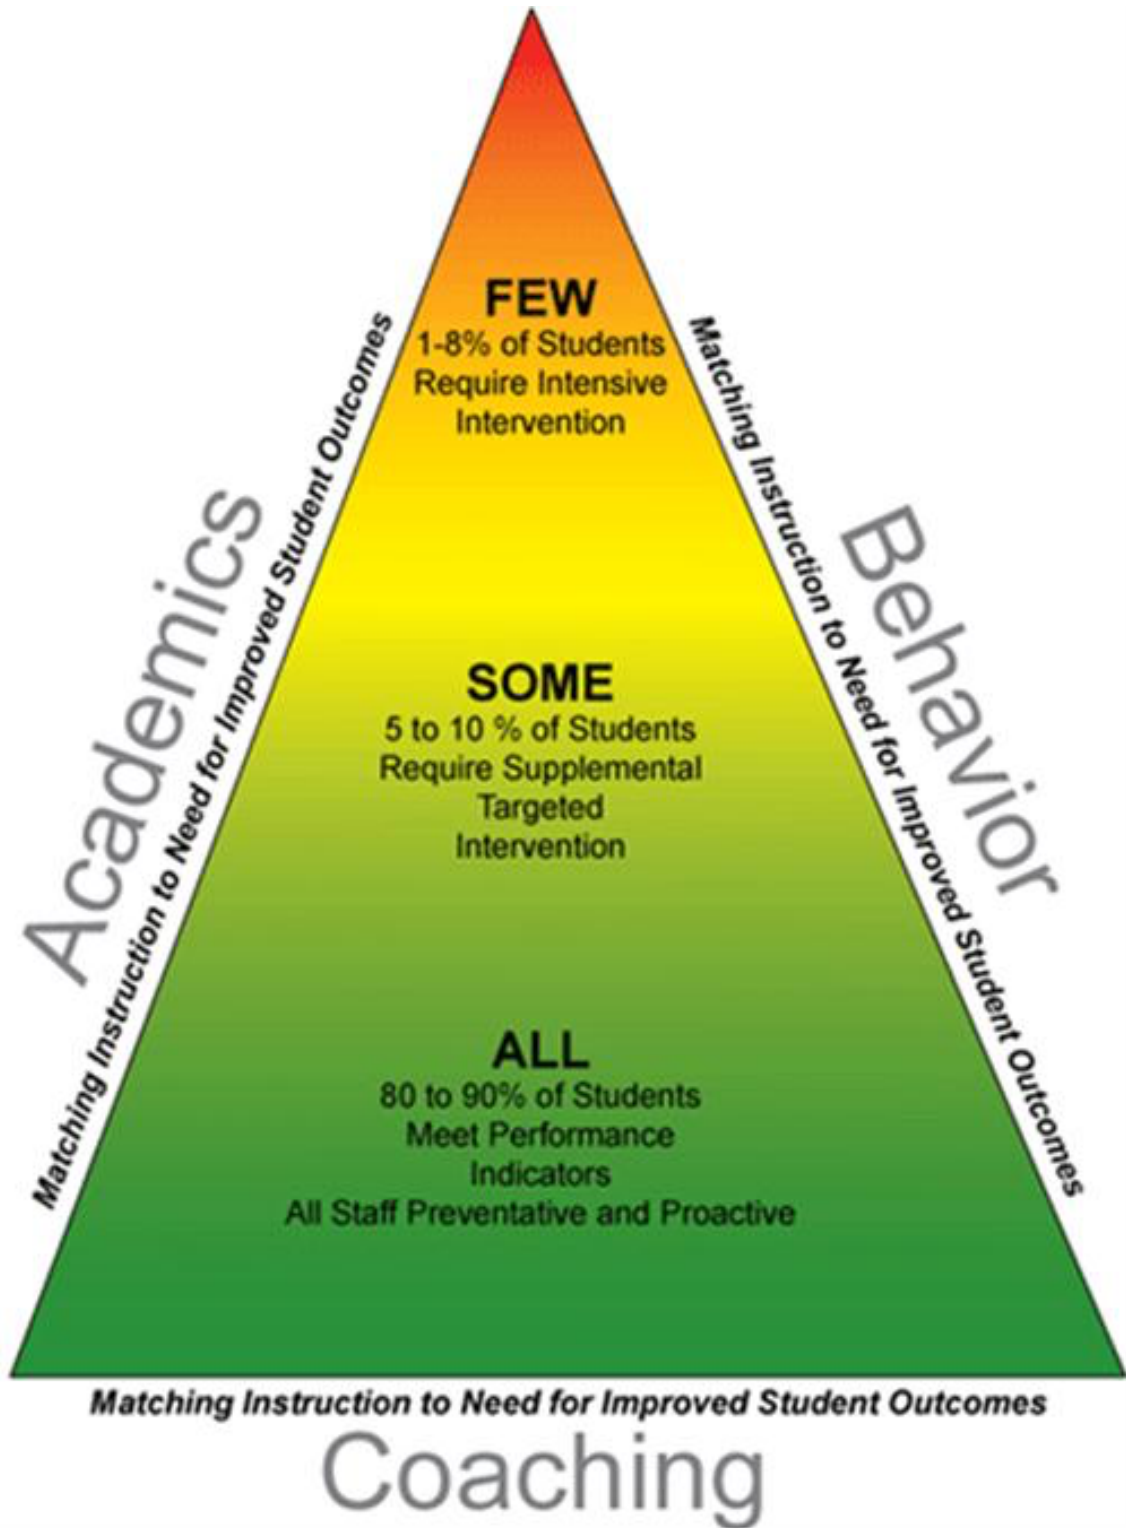 FEW
1-8% of Students
Require Intensive
Intervention
Academics
Matching Instruction to Need for Improved Student Outcomes
Matching Instruction to Need for Improved Student Outcomes
Behavior
SOME
5 to 10 % of Students
Require Supplemental
Targeted
Intervention
ALL
80 to 90% of Students
Meet Performance
Indicators
All Staff Preventative and Proactive
Matching Instruction to Need for Improved Student Outcomes
Coaching